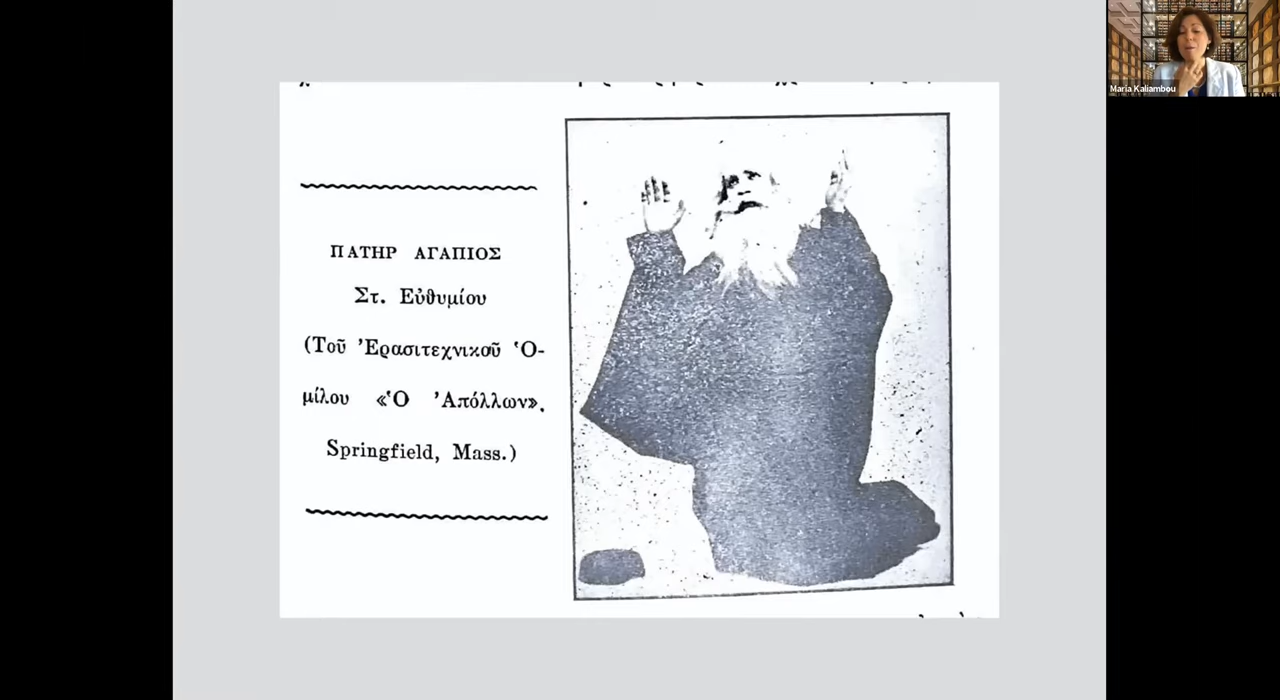 ΠΑΤΗΡ ΑΓΑΠΙΟΣ
Στ. Εὐθυμίου
(Τοῦ Ἐρασιτεχνικοῦ Ὁ-
μίλου «Ὁ Ἀπόλλων»,
Springfield, Mass.)
Maria Kaliambou